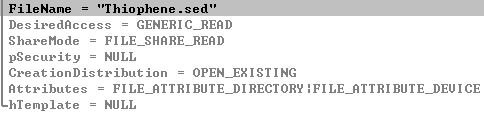 FileName = "Thiophene.sed"
DesiredAccess = GENERIC_READ
ShareMode = FILE_SHARE_READ
pSecurity = NULL
CreationDistribution = OPEN_EXISTING
Attributes = FILE_ATTRIBUTE_DIRECTORY|FILE_ATTRIBUTE_DEVICE
hTemplate = NULL